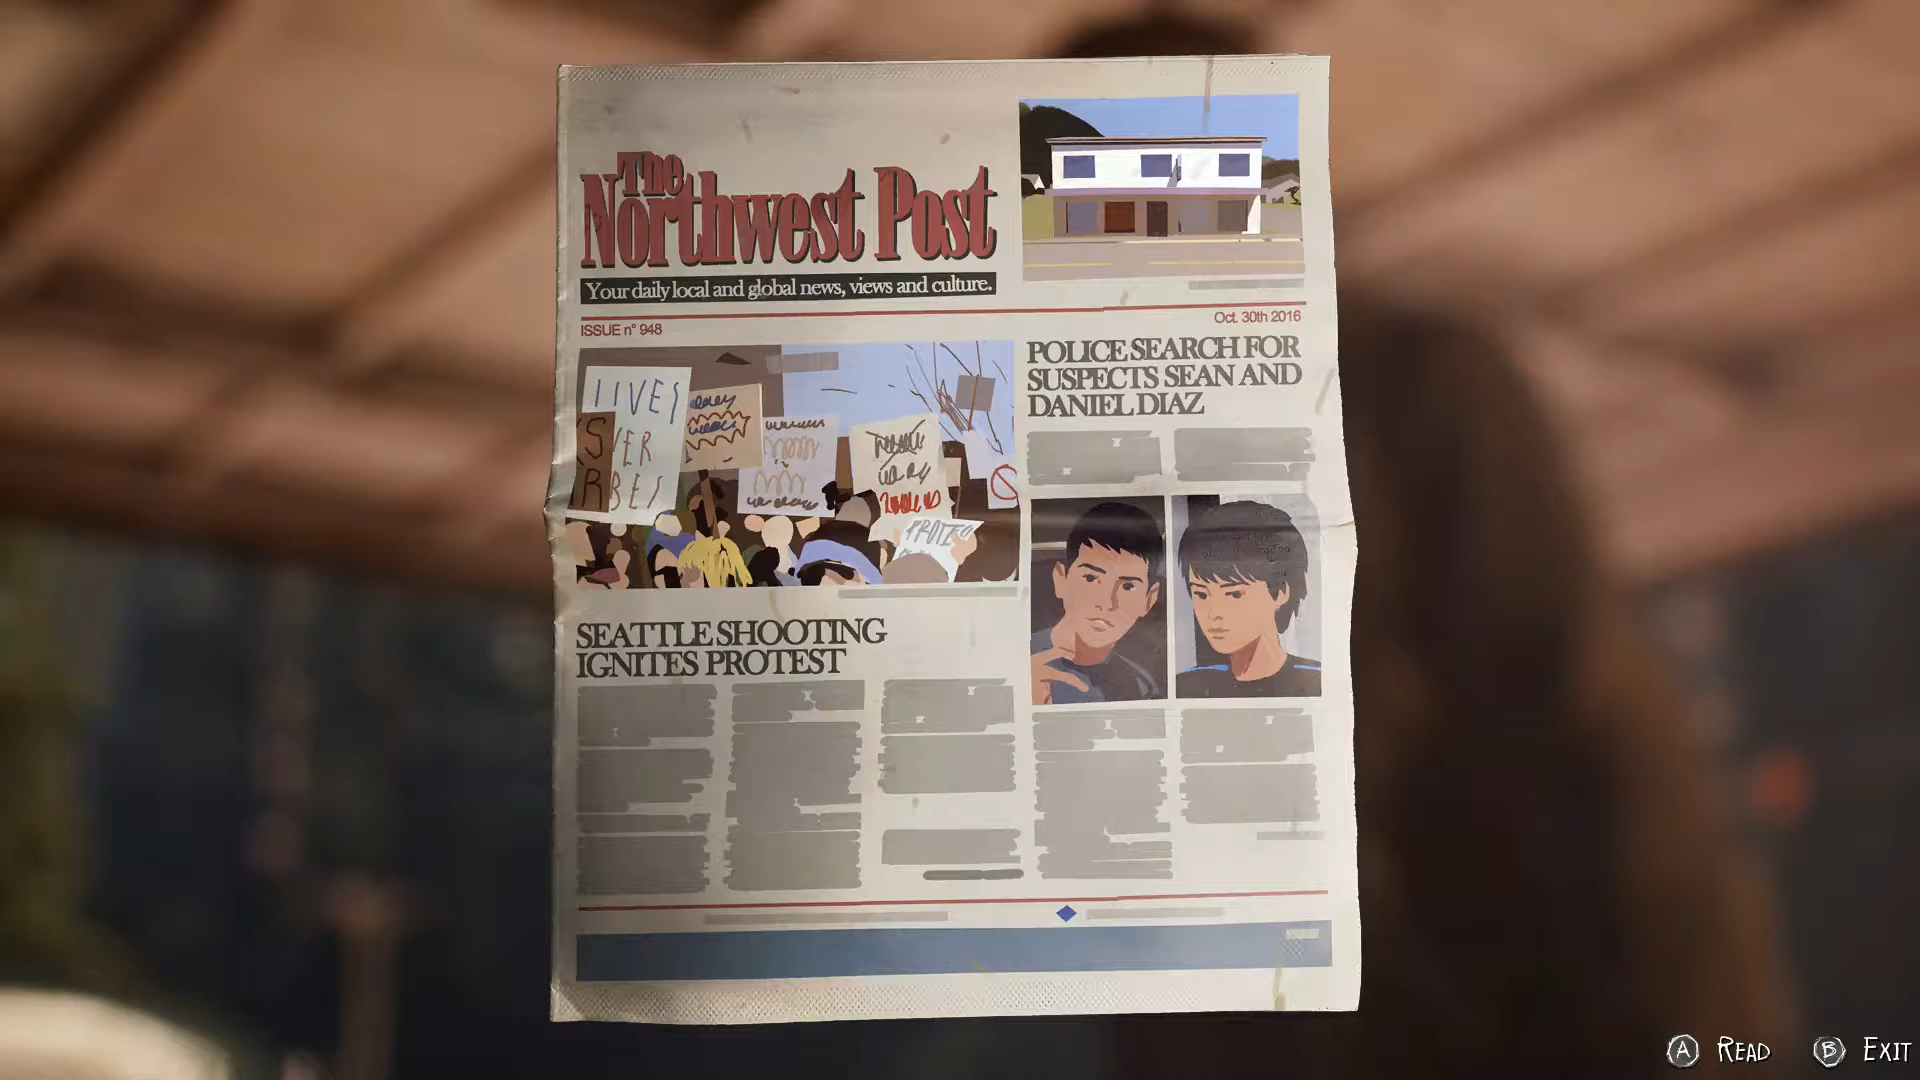 The
Northwest Post
Your daily local and global news, views and culture.
ISSUE n° 948
Oct. 30th 2016
POLICE SEARCH FOR
SUSPECTS SEAN AND
DANIEL DIAZ
LIVES
SEATTLE SHOOTING
IGNITES PROTEST
A READ B EXIT